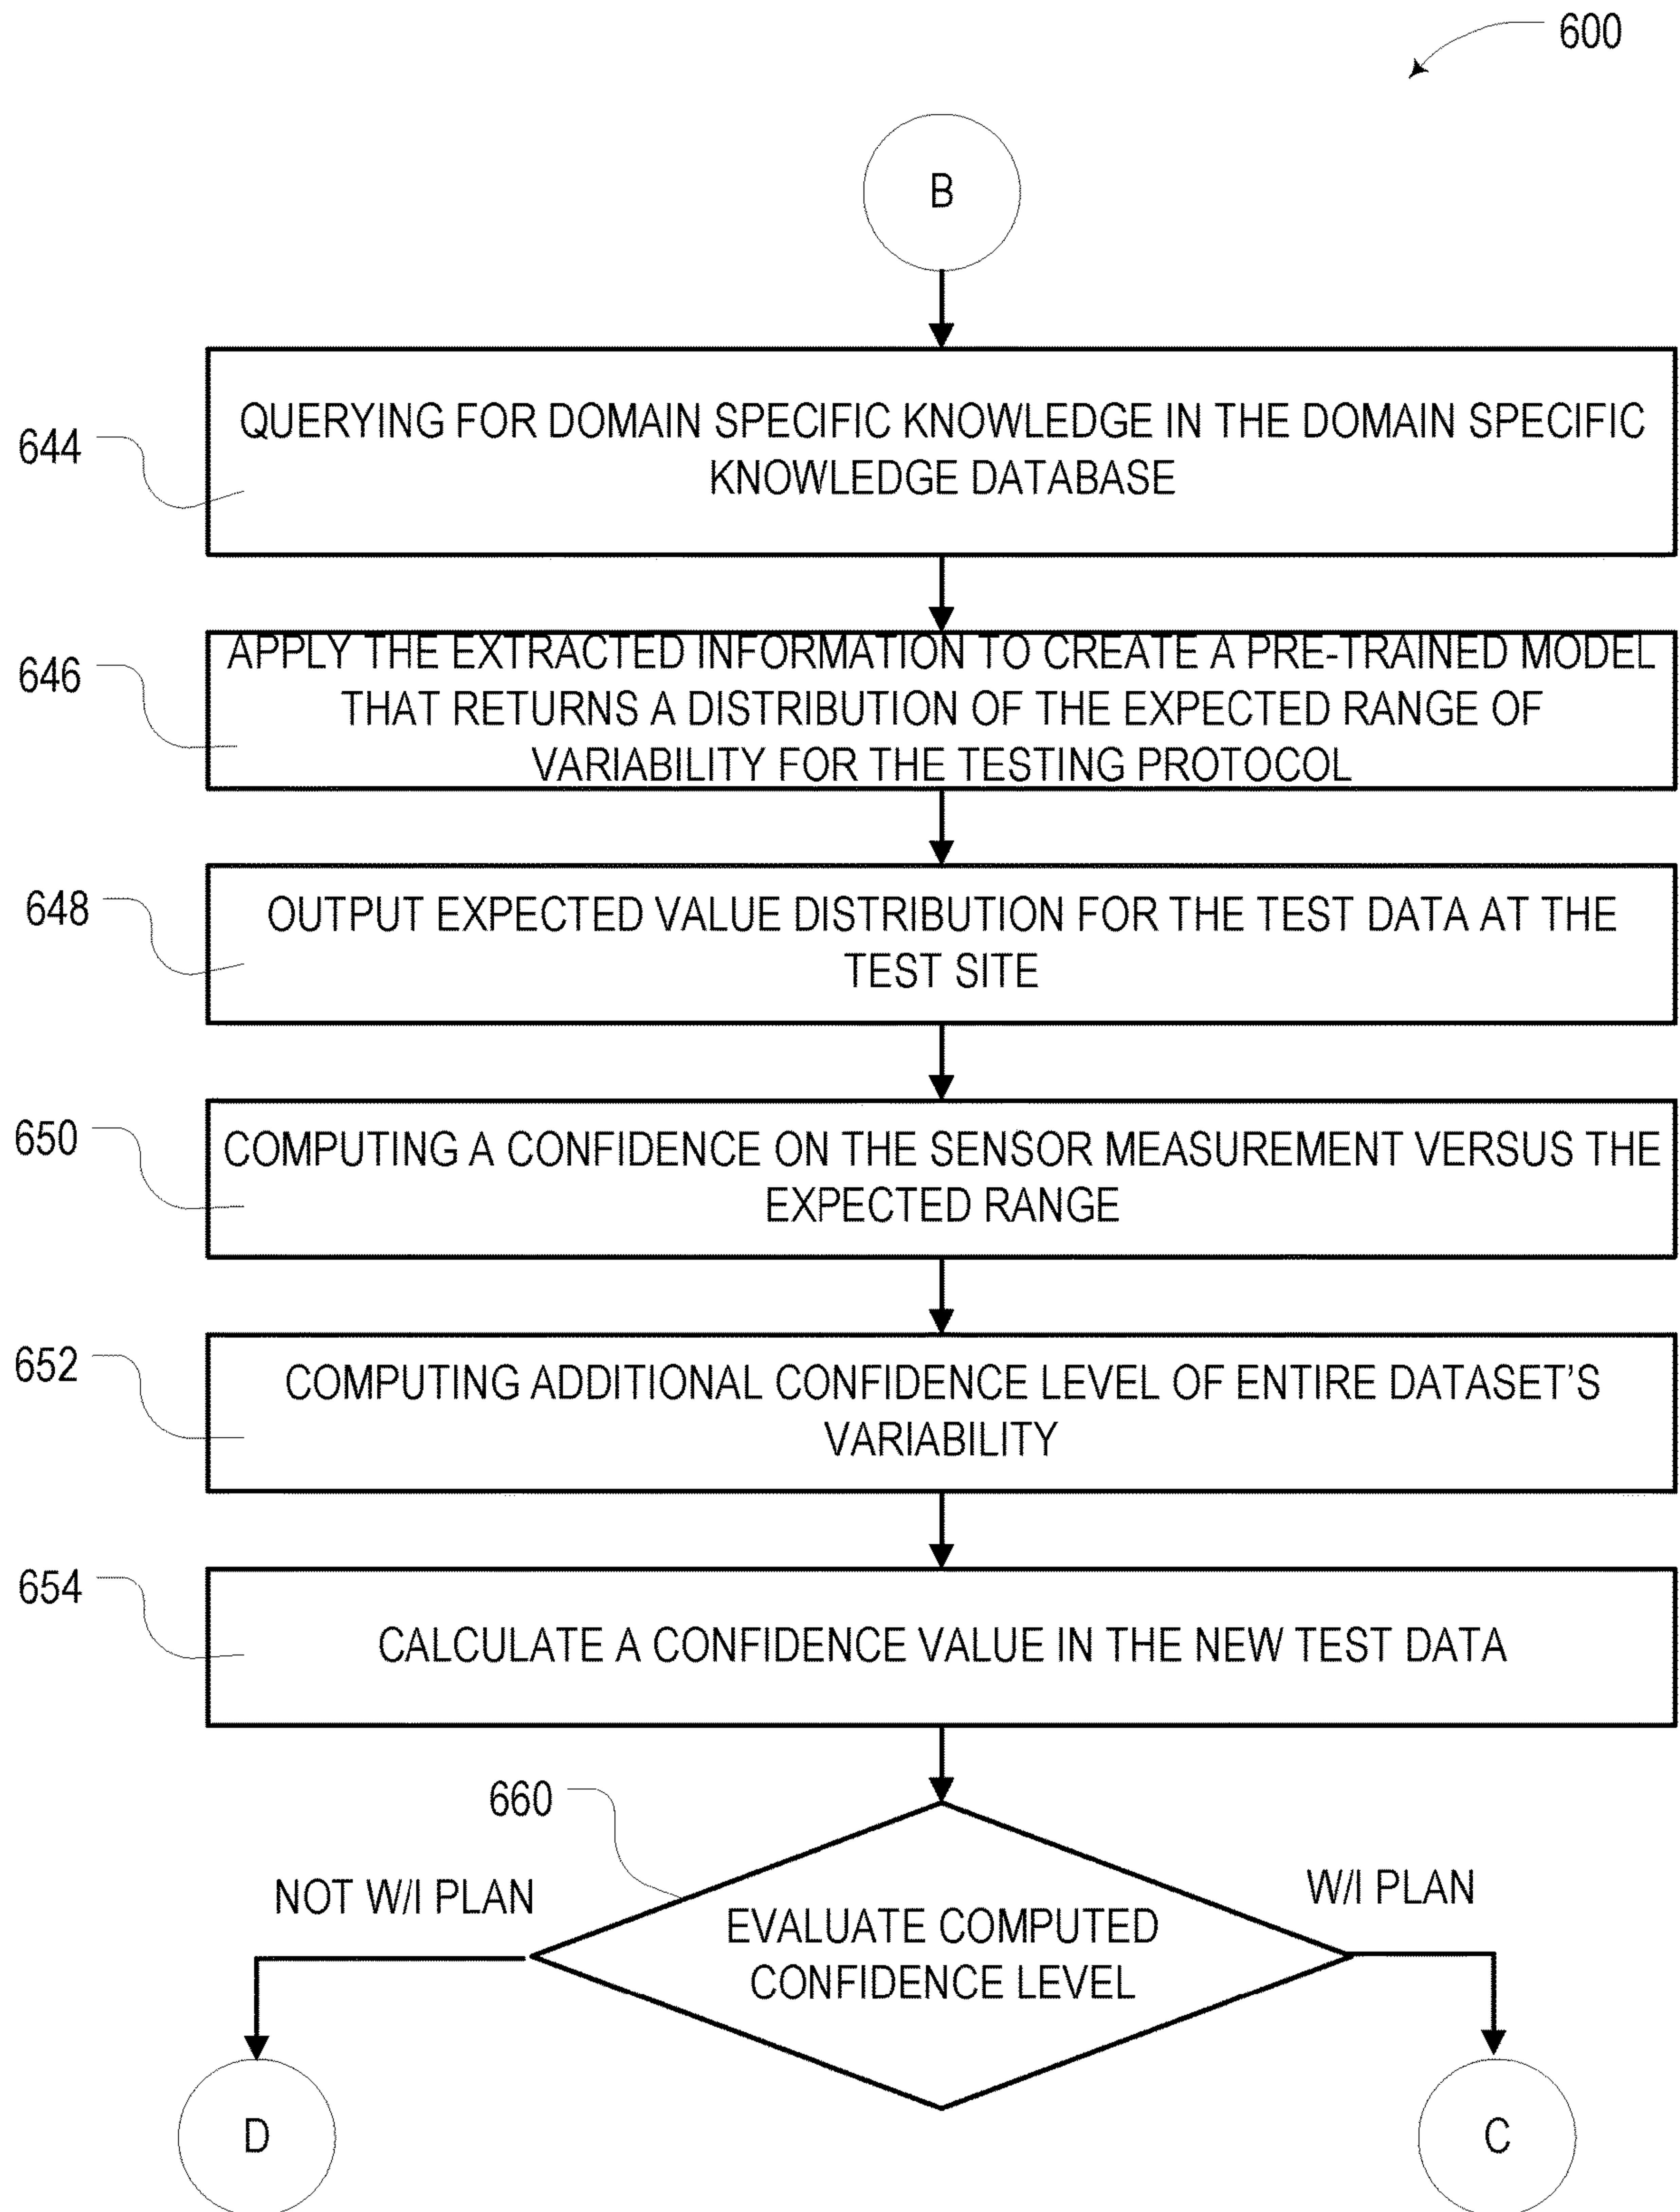 600
B
644
QUERYING FOR DOMAIN SPECIFIC KNOWLEDGE IN THE DOMAIN SPECIFIC
KNOWLEDGE DATABASE
646
APPLY THE EXTRACTED INFORMATION TO CREATE A PRE-TRAINED MODEL
THAT RETURNS A DISTRIBUTION OF THE EXPECTED RANGE OF
VARIABILITY FOR THE TESTING PROTOCOL
648
OUTPUT EXPECTED VALUE DISTRIBUTION FOR THE TEST DATA AT THE
TEST SITE
650
COMPUTING A CONFIDENCE ON THE SENSOR MEASUREMENT VERSUS THE
EXPECTED RANGE
652
COMPUTING ADDITIONAL CONFIDENCE LEVEL OF ENTIRE DATASET'S
VARIABILITY
654
CALCULATE A CONFIDENCE VALUE IN THE NEW TEST DATA
660
NOT W/I PLAN
W/I PLAN
EVALUATE COMPUTED
CONFIDENCE LEVEL
D
C